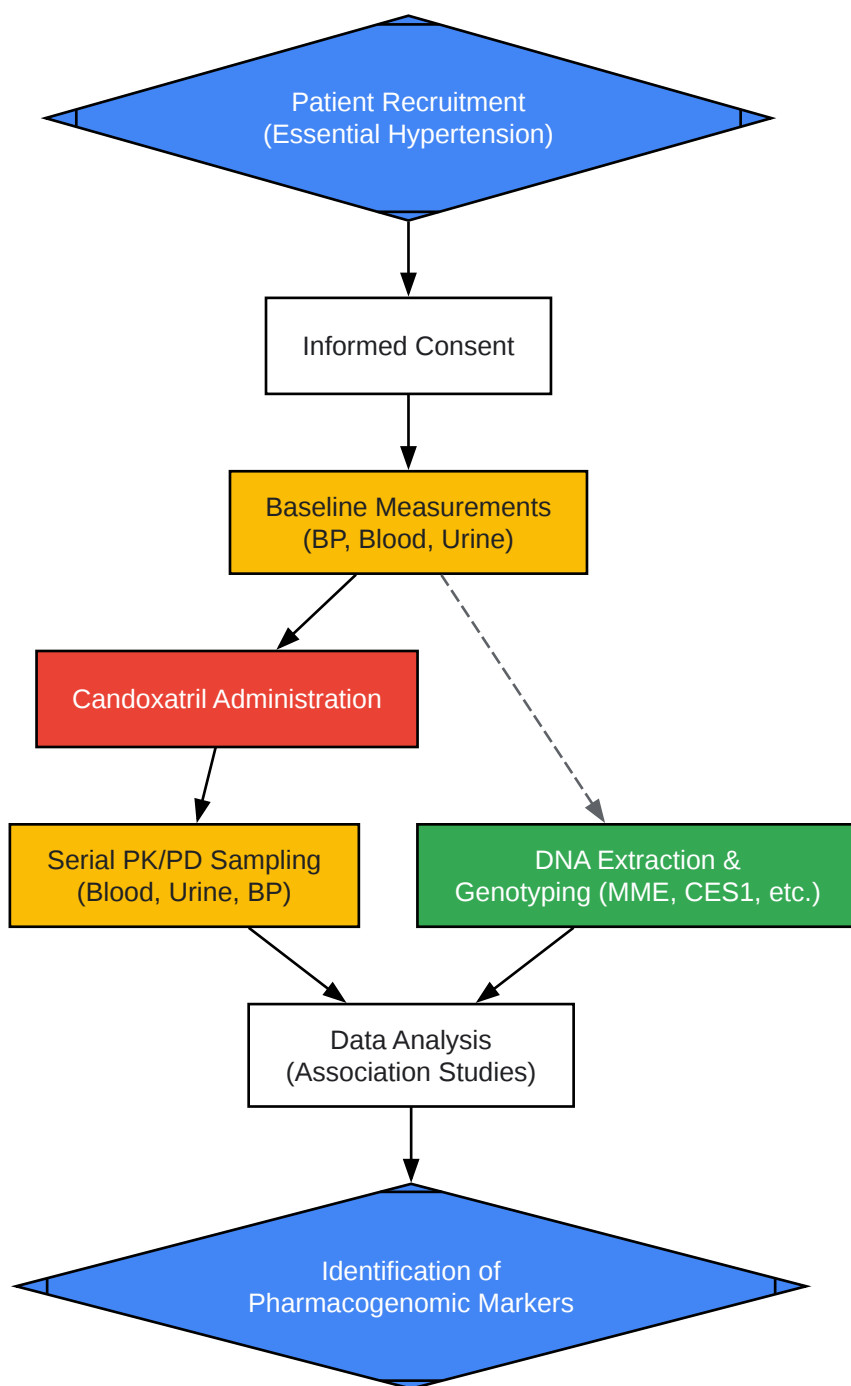 Patient Recruitment
(Essential Hypertension)
Informed Consent
Baseline Measurements
(BP, Blood, Urine)
Candoxatril Administration
Serial PK/PD Sampling
(Blood, Urine, BP)
DNA Extraction &
Genotyping (MME, CES1, etc.)
Data Analysis
(Association Studies)
Identification of
Pharmacogenomic Markers